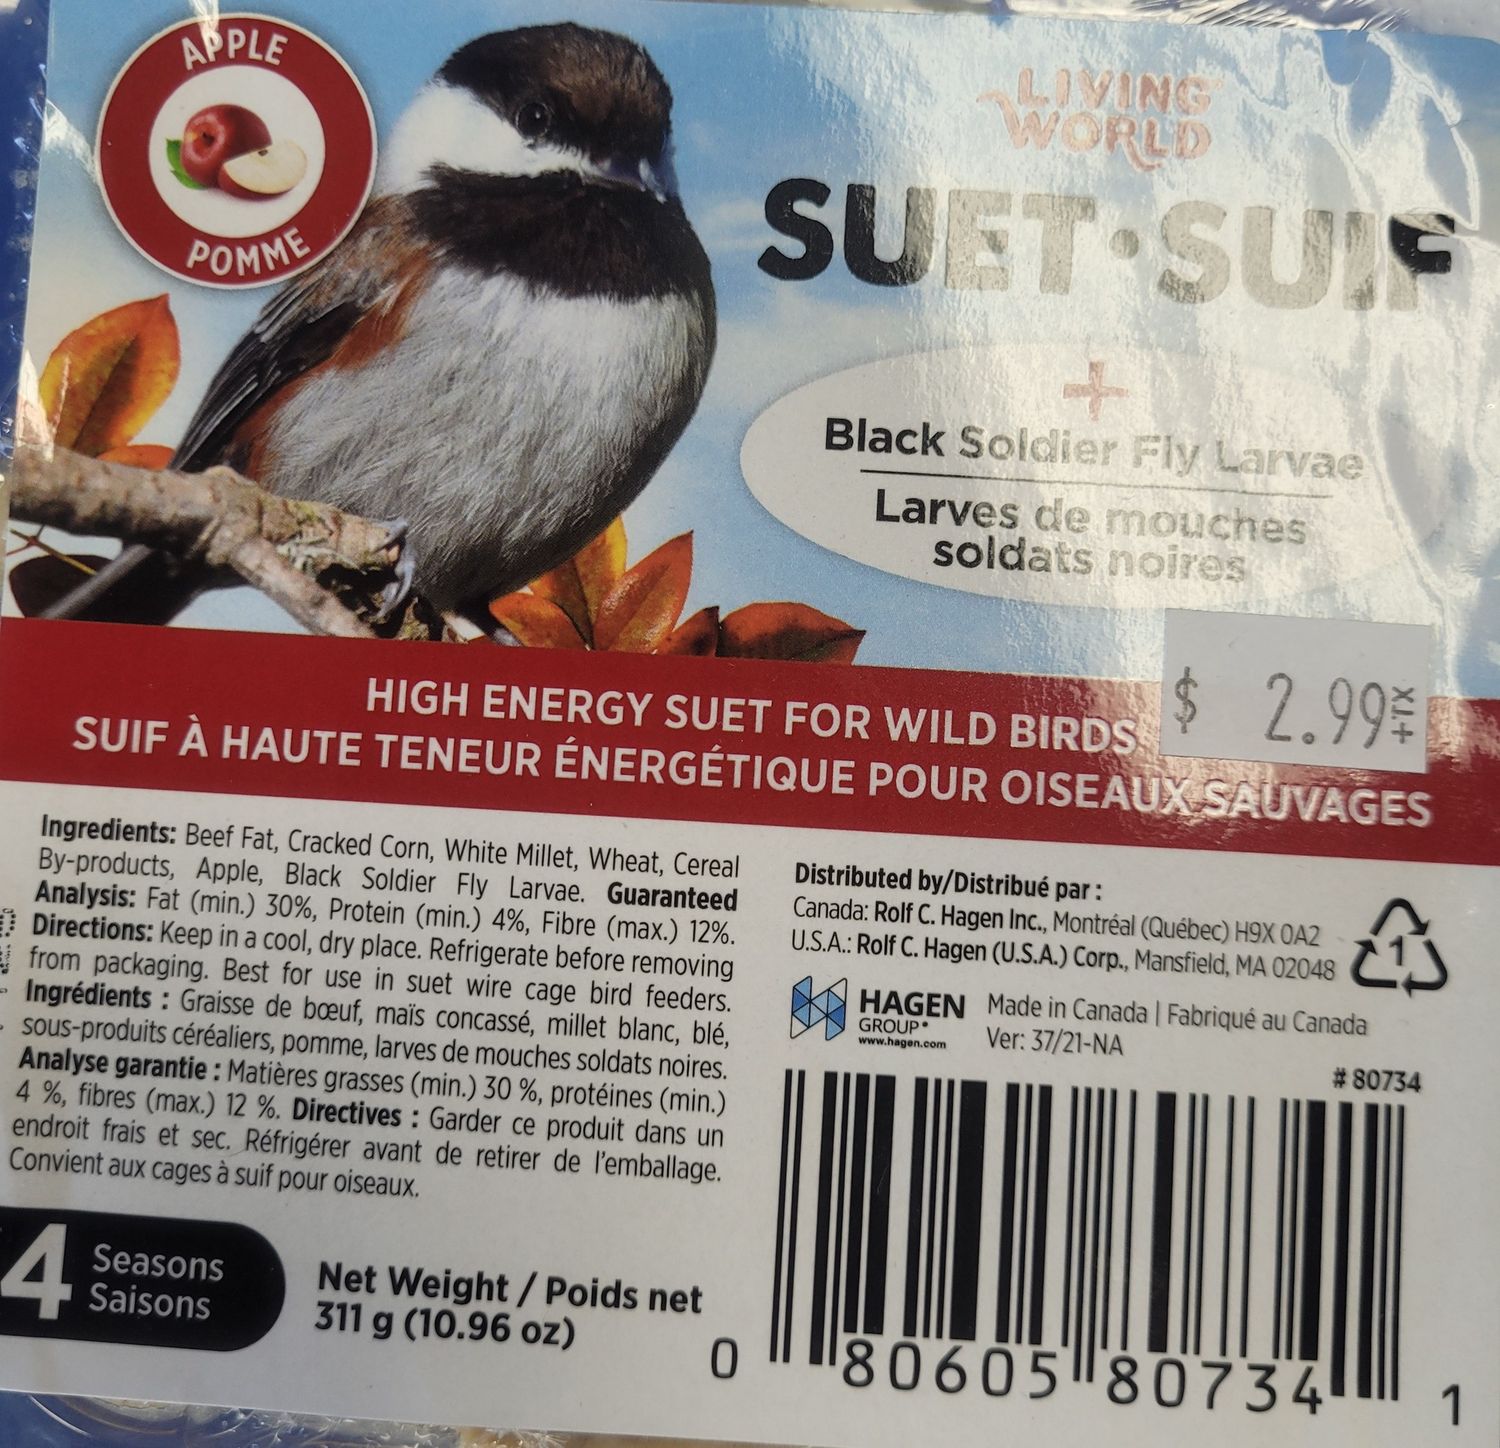 APPLE
POMME
LIVING
WORLD
SUET•SUIF
+
Black Soldier Fly Larvae
Larves de mouches
soldats noires
$ 2.99+TX
HIGH ENERGY SUET FOR WILD BIRDS
SUIF À HAUTE TENEUR ÉNERGÉTIQUE POUR OISEAUX SAUVAGES
Ingredients: Beef Fat, Cracked Corn, White Millet, Wheat, Cereal
By-products, Apple, Black Soldier Fly Larvae. Guaranteed
Analysis: Fat (min.) 30%, Protein (min.) 4%, Fibre (max.) 12%.
Directions: Keep in a cool, dry place. Refrigerate before removing
from packaging. Best for use in suet wire cage bird feeders.
Ingrédients : Graisse de bœuf, maïs concassé, millet blanc, blé,
sous-produits céréaliers, pomme, larves de mouches soldats noires.
Analyse garantie : Matières grasses (min.) 30 %, protéines (min.)
4 %, fibres (max.) 12 %. Directives : Garder ce produit dans un
endroit frais et sec. Réfrigérer avant de retirer de l'emballage.
Convient aux cages à suif pour oiseaux.
4 Seasons
Saisons
Net Weight / Poids net
311 g (10.96 oz)
Distributed by/Distribué par :
Canada: Rolf C. Hagen Inc., Montréal (Québec) H9X 0A2
U.S.A.: Rolf C. Hagen (U.S.A.) Corp., Mansfield, MA 02048
1
HAGEN
GROUP
www.hagen.com
Made in Canada | Fabriqué au Canada
Ver: 37/21-NA
# 80734
0 80605 80734 1